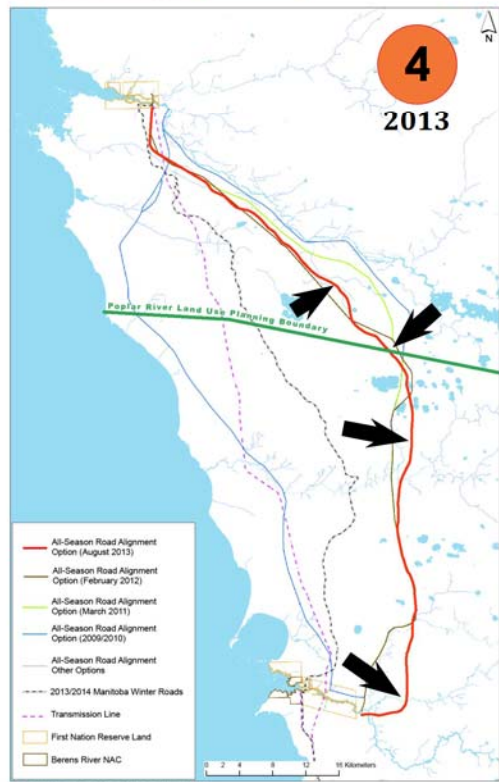 N
4
2013
Poplar River Land Use Planning Boundary
All-Season Road Alignment
Option (August 2013)
All-Season Road Alignment
Option (February 2012)
All-Season Road Alignment
Option (March 2011)
All-Season Road Alignment
Option (2009/2010)
All-Season Road Alignment
Other Options
2013/2014 Manitoba Winter Roads
Transmission Line
First Nation Reserve Land
Berens River NAC
0 2 4 8 12 16 Kilometers